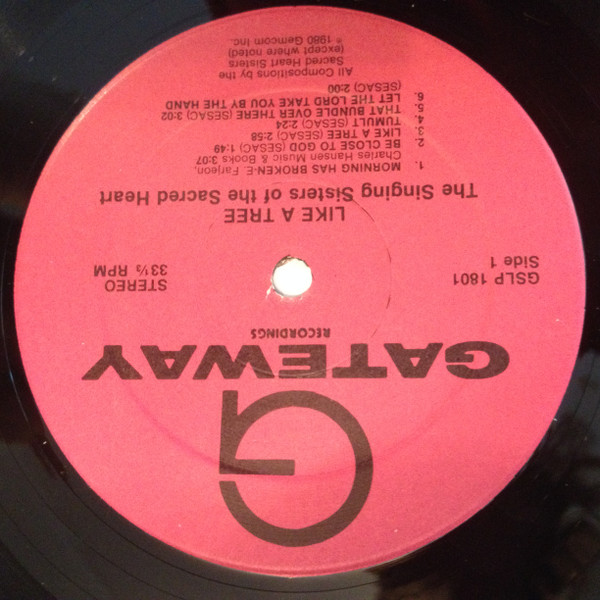 G
GATEWAY
RECORDINGS
GSLP 1801
Side 1
STEREO
33⅓ RPM
LIKE A TREE
The Singing Sisters of the Sacred Heart
1. MORNING HAS BROKEN-E. Farjeon,
Charles Hansen Music & Books 3:07
2. BE CLOSE TO GOD (SESAC) 1:49
3. LIKE A TREE (SESAC) 2:58
4. TUMULT (SESAC) 2:24
5. THAT BUNDLE OVER THERE (SESAC) 3:02
6. LET THE LORD TAKE YOU BY THE HAND
(SESAC) 2:00
All Compositions by the
Sacred Heart Sisters
(except where noted)
℗ 1980 Gemcom Inc.